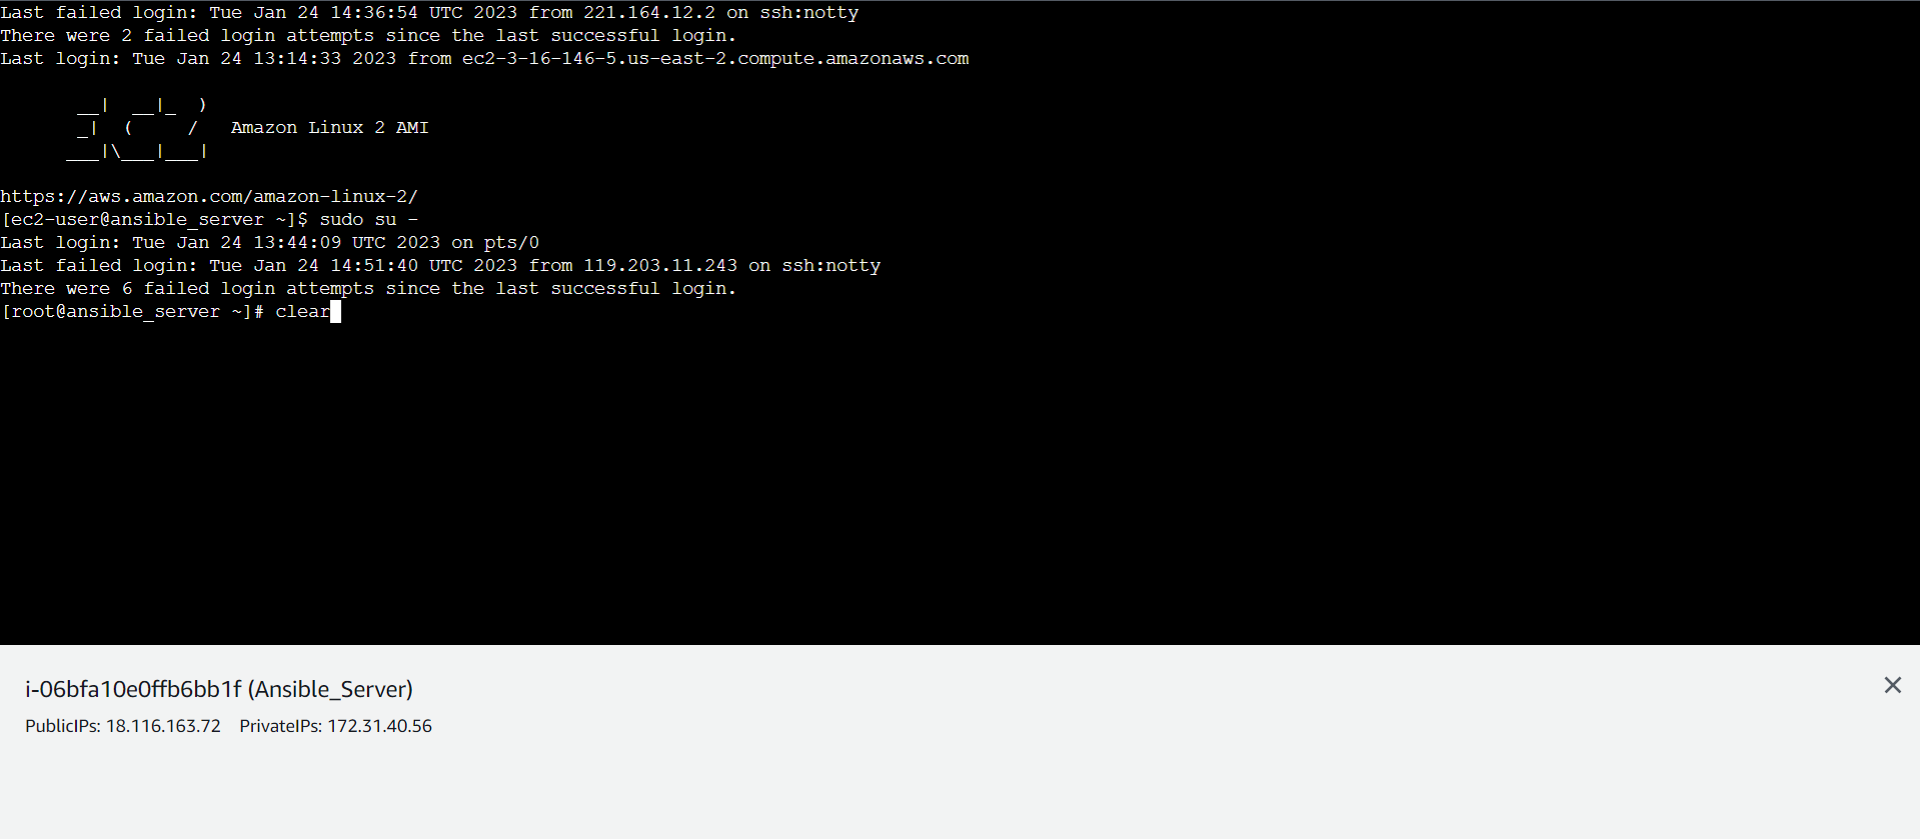 Last failed login: Tue Jan 24 14:36:54 UTC 2023 from 221.164.12.2 on ssh:notty
There were 2 failed login attempts since the last successful login.
Last login: Tue Jan 24 13:14:33 2023 from ec2-3-16-146-5.us-east-2.compute.amazonaws.com

       __|  __|_  )
       _|  (     /   Amazon Linux 2 AMI
      ___|\___|___|

https://aws.amazon.com/amazon-linux-2/
[ec2-user@ansible_server ~]$ sudo su -
Last login: Tue Jan 24 13:44:09 UTC 2023 on pts/0
Last failed login: Tue Jan 24 14:51:40 UTC 2023 from 119.203.11.243 on ssh:notty
There were 6 failed login attempts since the last successful login.
[root@ansible_server ~]# clear
i-06bfa10e0ffb6bb1f (Ansible_Server)
PublicIPs: 18.116.163.72 PrivateIPs: 172.31.40.56